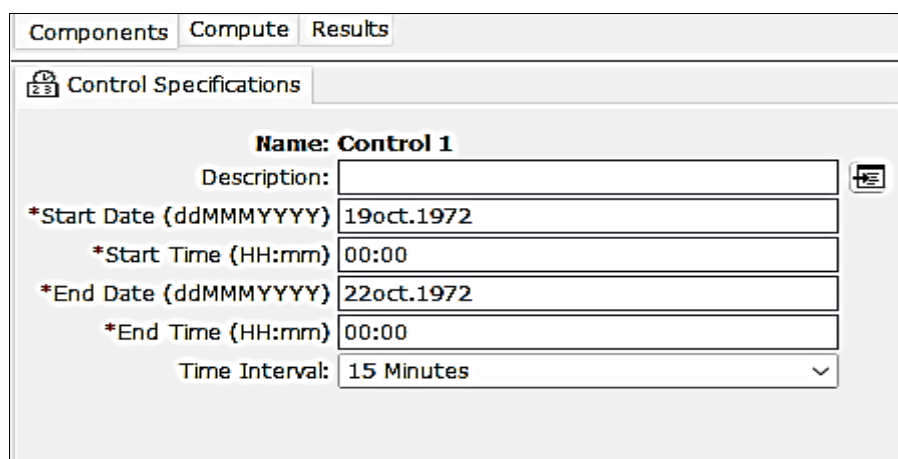 Components Compute Results
Control Specifications
Name: Control 1
Description:
*Start Date (ddMMMYYYY) 19oct.1972
*Start Time (HH:mm) 00:00
*End Date (ddMMMYYYY) 22oct.1972
*End Time (HH:mm) 00:00
Time Interval: 15 Minutes